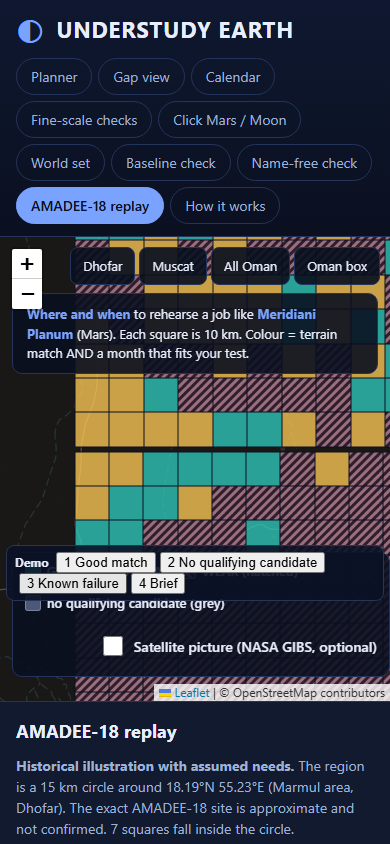 UNDERSTUDY EARTH
Planner
Gap view
Calendar
Fine-scale checks
Click Mars / Moon
World set
Baseline check
Name-free check
AMADEE-18 replay
How it works
+
−
Dhofar
Muscat
All Oman
Oman box
Where and when to rehearse a job like Meridiani
Planum (Mars). Each square is 10 km. Colour = terrain
match AND a month that fits your test.
Demo
1 Good match
2 No qualifying candidate
3 Known failure
4 Brief
no qualifying candidate (grey)
Satellite picture (NASA GIBS, optional)
Leaflet | © OpenStreetMap contributors
AMADEE-18 replay
Historical illustration with assumed needs. The region
is a 15 km circle around 18.19°N 55.23°E (Marmul area,
Dhofar). The exact AMADEE-18 site is approximate and
not confirmed. 7 squares fall inside the circle.